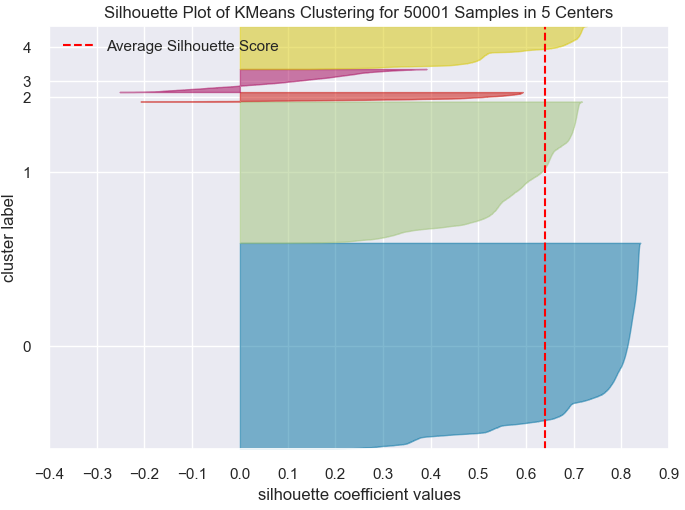 Silhouette Plot of KMeans Clustering for 50001 Samples in 5 Centers
Average Silhouette Score
4
3
2
1
0
cluster label
−0.4 −0.3 −0.2 −0.1 0.0 0.1 0.2 0.3 0.4 0.5 0.6 0.7 0.8 0.9
silhouette coefficient values